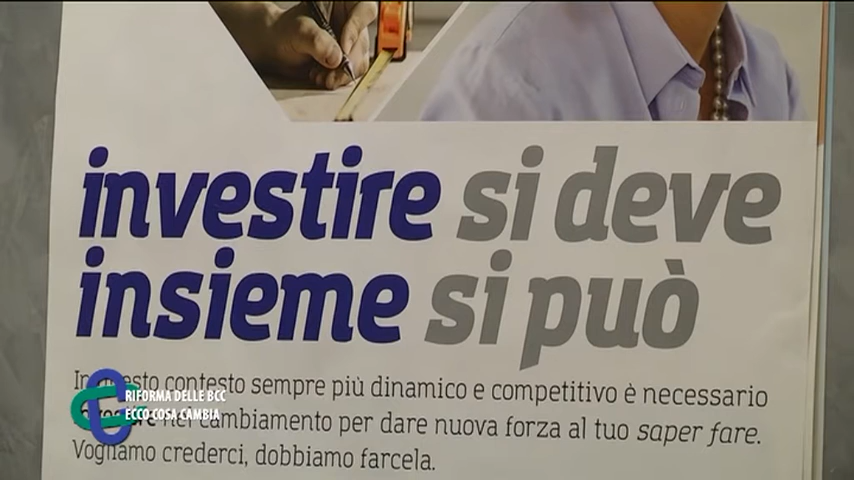 investire si deve
insieme si può
In questo contesto sempre più dinamico e competitivo è necessario
nel cambiamento per dare nuova forza al tuo saper fare.
Vogliamo crederci, dobbiamo farcela.
RIFORMA DELLE BCC
ECCO COSA CAMBIA